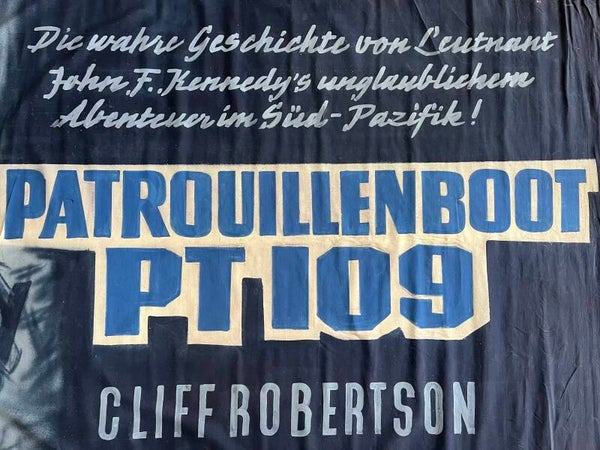 Die wahre Geschichte von Leutnant
John F. Kennedy's unglaublichem
Abenteuer im Süd-Pazifik!
PATROUILLENBOOT
PT 109
CLIFF ROBERTSON